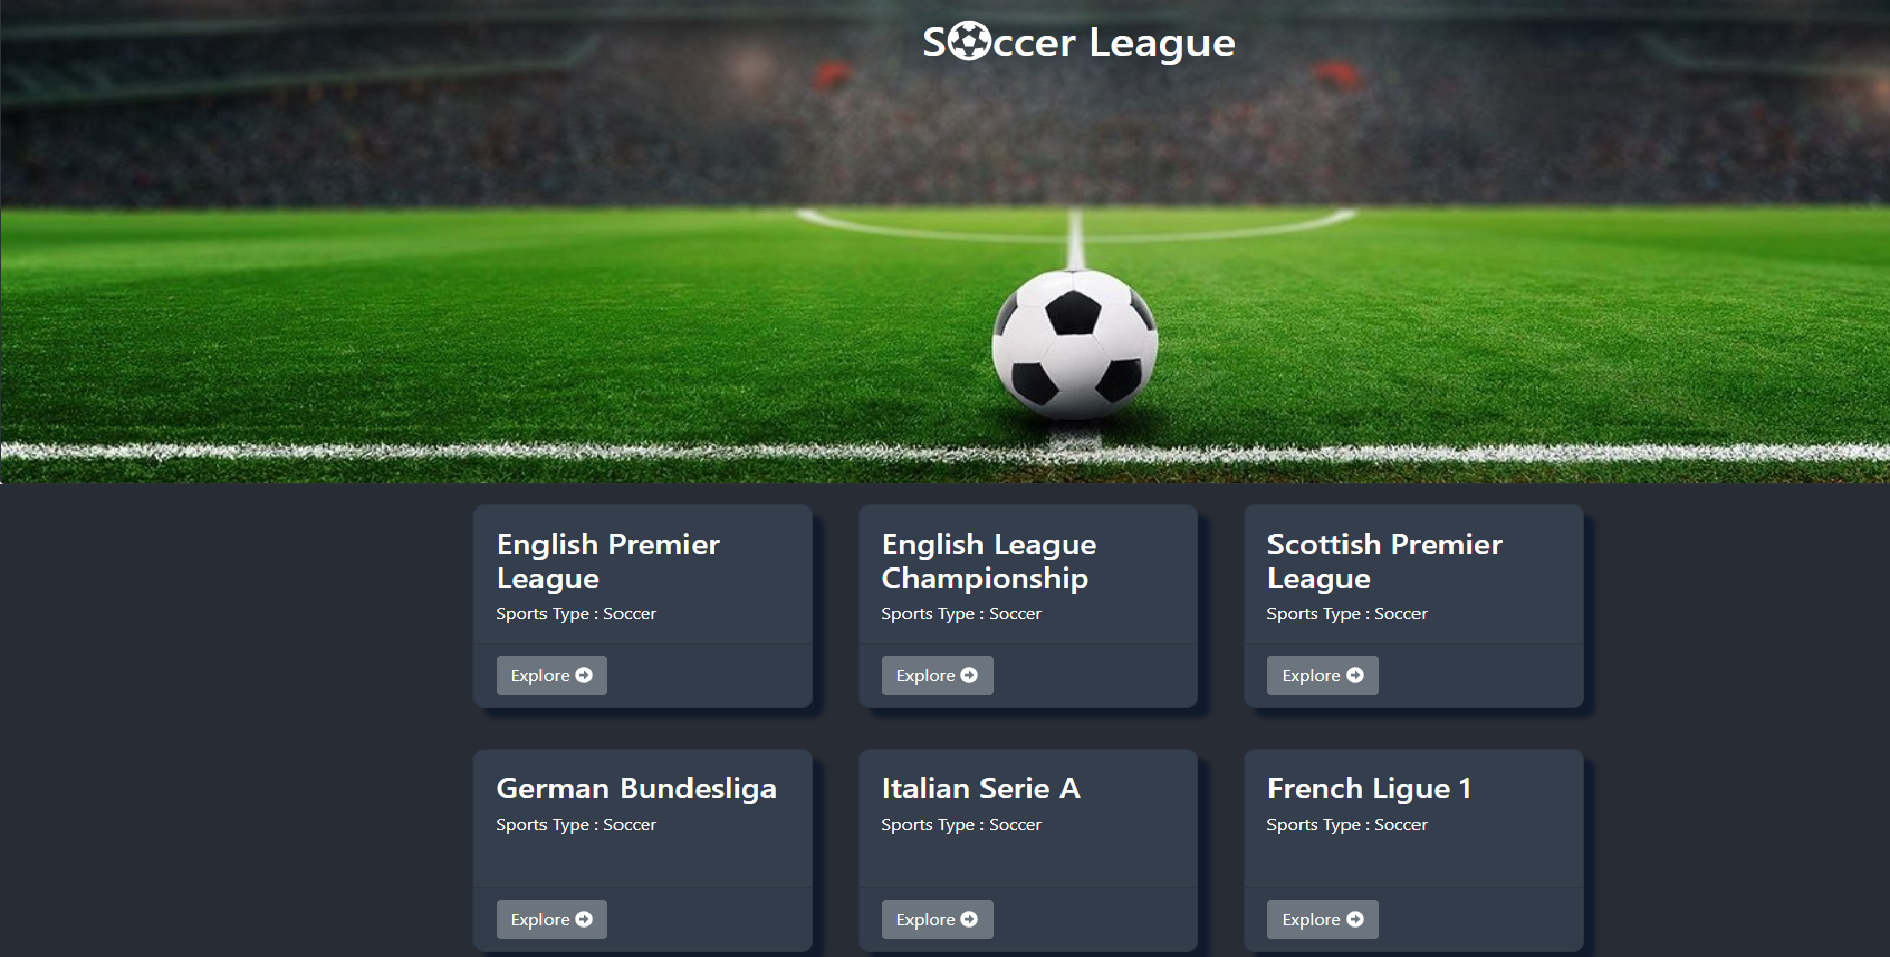 S⚽ccer League
English Premier
League
Sports Type : Soccer
Explore
English League
Championship
Sports Type : Soccer
Explore
Scottish Premier
League
Sports Type : Soccer
Explore
German Bundesliga
Sports Type : Soccer
Explore
Italian Serie A
Sports Type : Soccer
Explore
French Ligue 1
Sports Type : Soccer
Explore